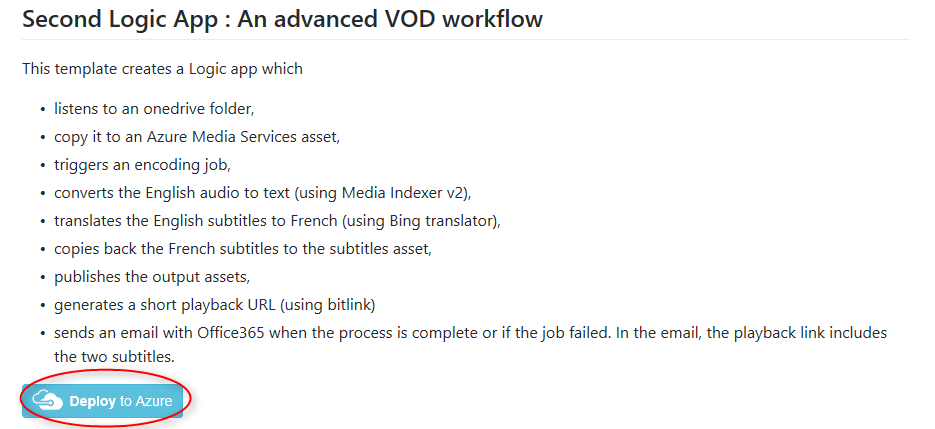 Second Logic App : An advanced VOD workflow
This template creates a Logic app which
• listens to an onedrive folder,
• copy it to an Azure Media Services asset,
• triggers an encoding job,
• converts the English audio to text (using Media Indexer v2),
• translates the English subtitles to French (using Bing translator),
• copies back the French subtitles to the subtitles asset,
• publishes the output assets,
• generates a short playback URL (using bitlink)
• sends an email with Office365 when the process is complete or if the job failed. In the email, the playback link includes
the two subtitles.
Deploy to Azure